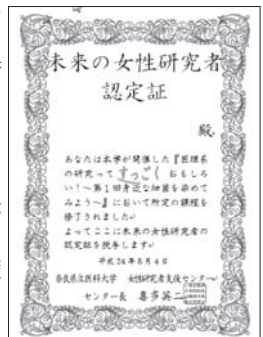 未来の女性研究者
認定証
殿
あなたは本学が開催した『医理系
の研究って すっごく おもしろ
い！～第1回身近な細菌を染めて
みよう～』において所定の課程を
修了されました
よってここに未来の女性研究者の
認定証を授与します
平成24年8月4日
奈良県立医科大学 女性研究者支援センター
センター長 喜多英二